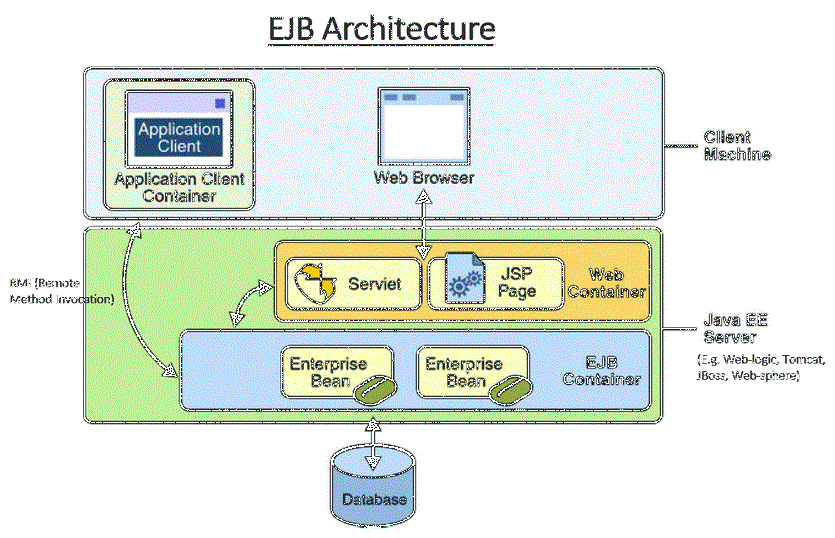 EJB Architecture
Application
Client
Application Client
Container
Web Browser
Client
Machine
RMI (Remote
Method Invocation)
Servlet
JSP
Page
Web
Container
Java EE
Server
(E.g. Web-logic, Tomcat,
JBoss, Web-sphere)
Enterprise
Bean
Enterprise
Bean
EJB
Container
Database